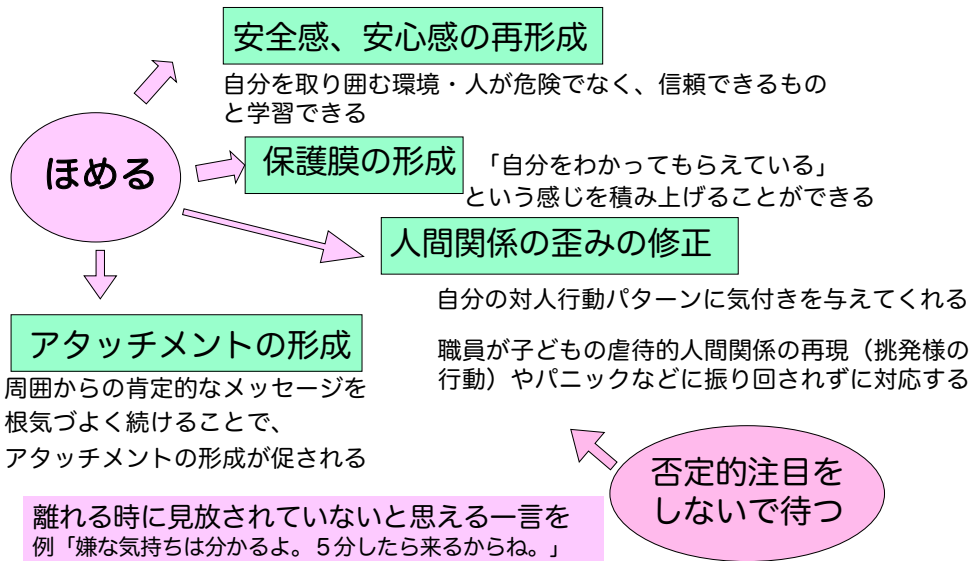 安全感、安心感の再形成
自分を取り囲む環境・人が危険でなく、信頼できるもの
と学習できる
ほめる
保護膜の形成
「自分をわかってもらえている」
という感じを積み上げることができる
人間関係の歪みの修正
自分の対人行動パターンに気付きを与えてくれる
職員が子どもの虐待的人間関係の再現（挑発様の
行動）やパニックなどに振り回されずに対応する
アタッチメントの形成
周囲からの肯定的なメッセージを
根気づよく続けることで、
アタッチメントの形成が促される
否定的注目を
しないで待つ
離れる時に見放されていないと思える一言を
例「嫌な気持ちは分かるよ。５分したら来るからね。」